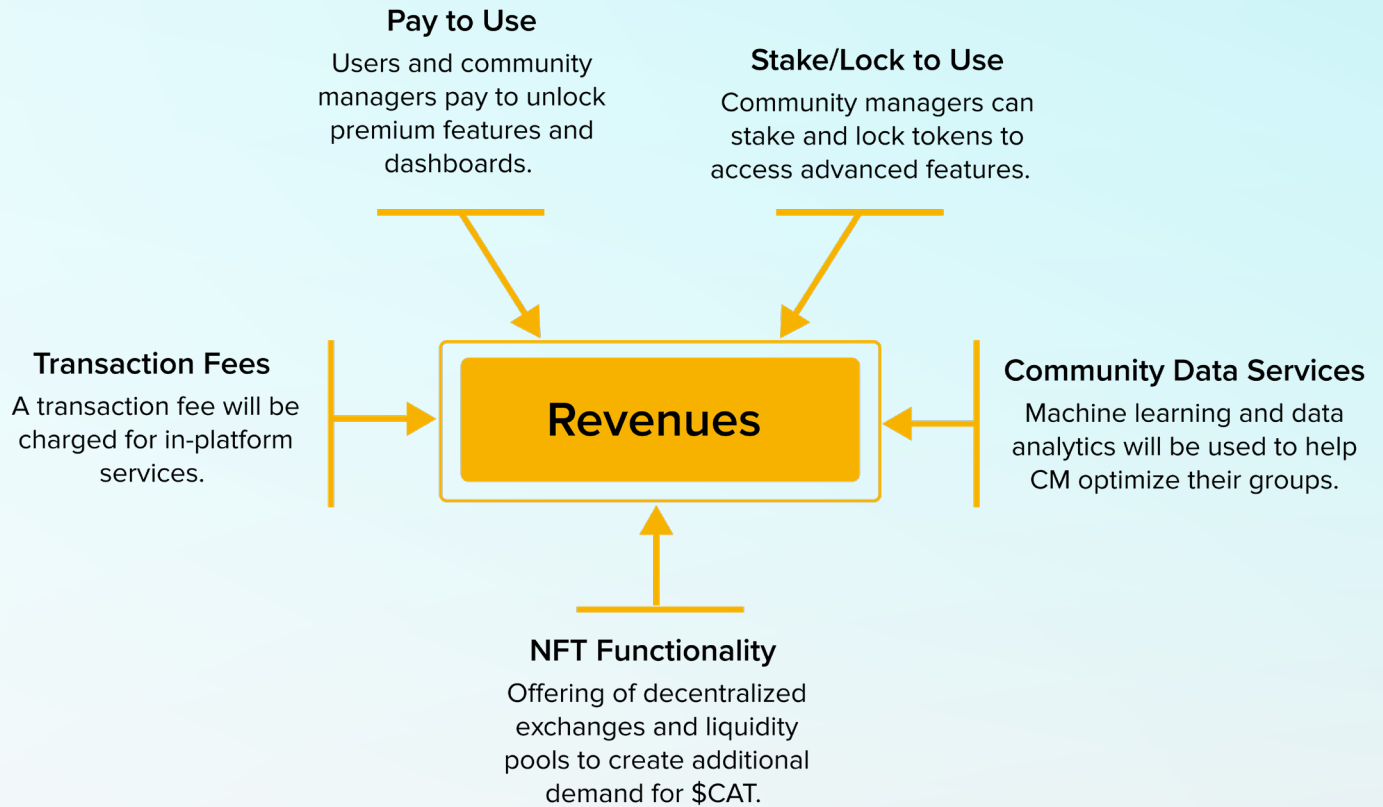 Pay to Use
Users and community
managers pay to unlock
premium features and
dashboards.
Stake/Lock to Use
Community managers can
stake and lock tokens to
access advanced features.
Transaction Fees
A transaction fee will be
charged for in-platform
services.
Revenues
Community Data Services
Machine learning and data
analytics will be used to help
CM optimize their groups.
NFT Functionality
Offering of decentralized
exchanges and liquidity
pools to create additional
demand for $CAT.